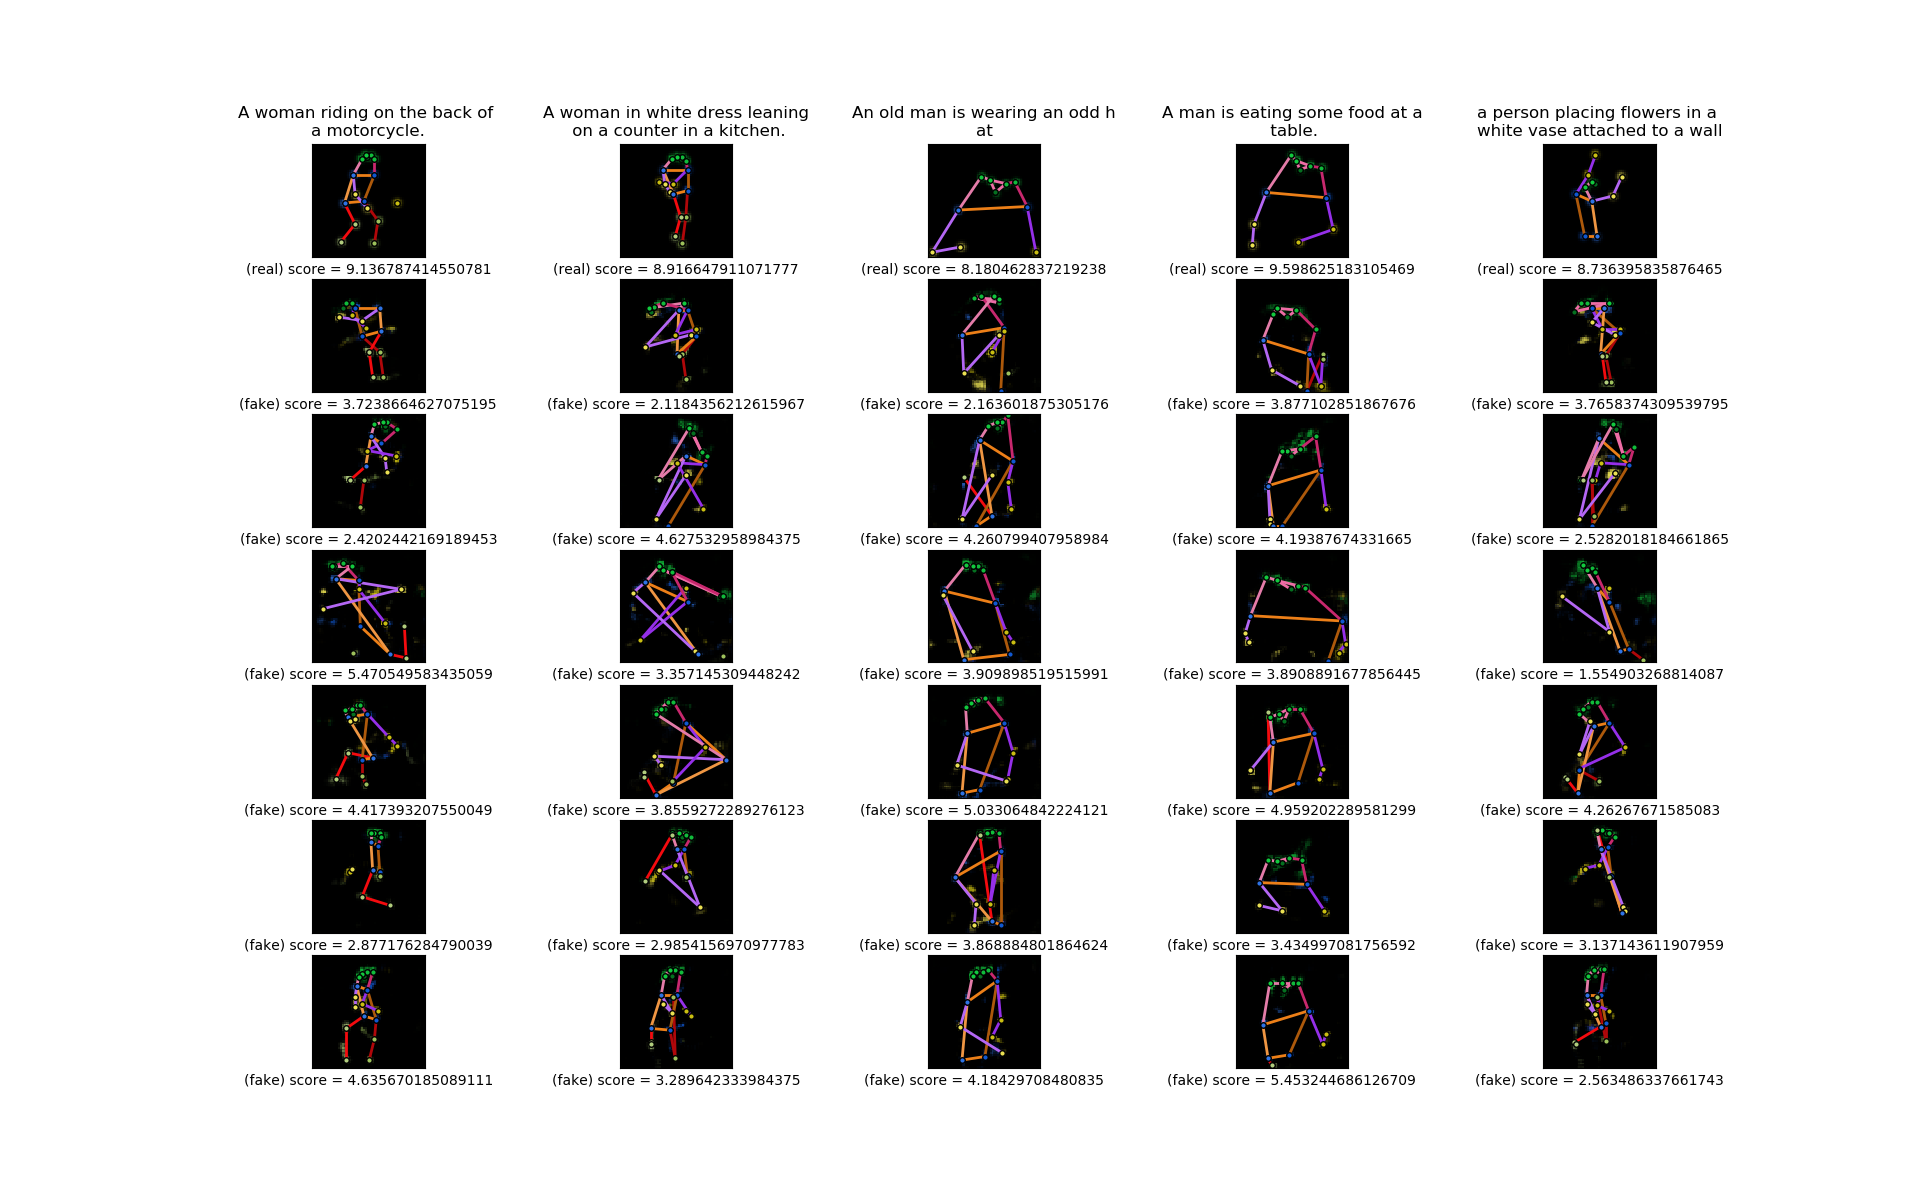 A woman riding on the back of
a motorcycle.
A woman in white dress leaning
on a counter in a kitchen.
An old man is wearing an odd h
at
A man is eating some food at a
table.
a person placing flowers in a
white vase attached to a wall
(real) score = 9.136787414550781
(real) score = 8.916647911071777
(real) score = 8.180462837219238
(real) score = 9.598625183105469
(real) score = 8.736395835876465
(fake) score = 3.7238664627075195
(fake) score = 2.1184356212615967
(fake) score = 2.163601875305176
(fake) score = 3.877102851867676
(fake) score = 3.7658374309539795
(fake) score = 2.4202442169189453
(fake) score = 4.627532958984375
(fake) score = 4.260799407958984
(fake) score = 4.19387674331665
(fake) score = 2.5282018184661865
(fake) score = 5.470549583435059
(fake) score = 3.357145309448242
(fake) score = 3.909898519515991
(fake) score = 3.8908891677856445
(fake) score = 1.554903268814087
(fake) score = 4.417393207550049
(fake) score = 3.8559272289276123
(fake) score = 5.033064842224121
(fake) score = 4.959202289581299
(fake) score = 4.26267671585083
(fake) score = 2.877176284790039
(fake) score = 2.9854156970977783
(fake) score = 3.868884801864624
(fake) score = 3.434997081756592
(fake) score = 3.137143611907959
(fake) score = 4.635670185089111
(fake) score = 3.289642333984375
(fake) score = 4.18429708480835
(fake) score = 5.453244686126709
(fake) score = 2.563486337661743